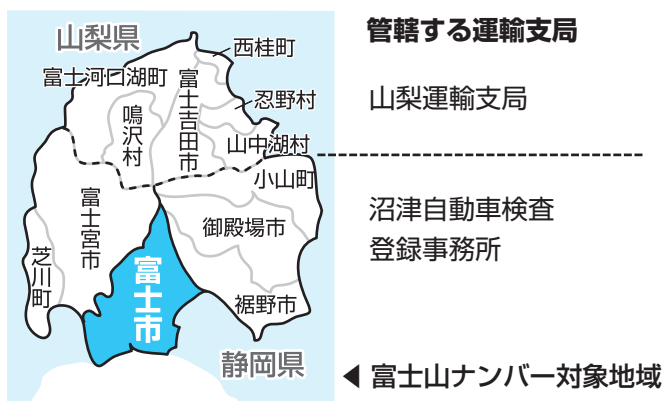 山梨県
西桂町
富士河口湖町
富士吉田市
忍野村
鳴沢村
山中湖村
小山町
富士宮市
御殿場市
芝川町
富士市
裾野市
静岡県
管轄する運輸支局
山梨運輸支局
沼津自動車検査
登録事務所
◀ 富士山ナンバー対象地域